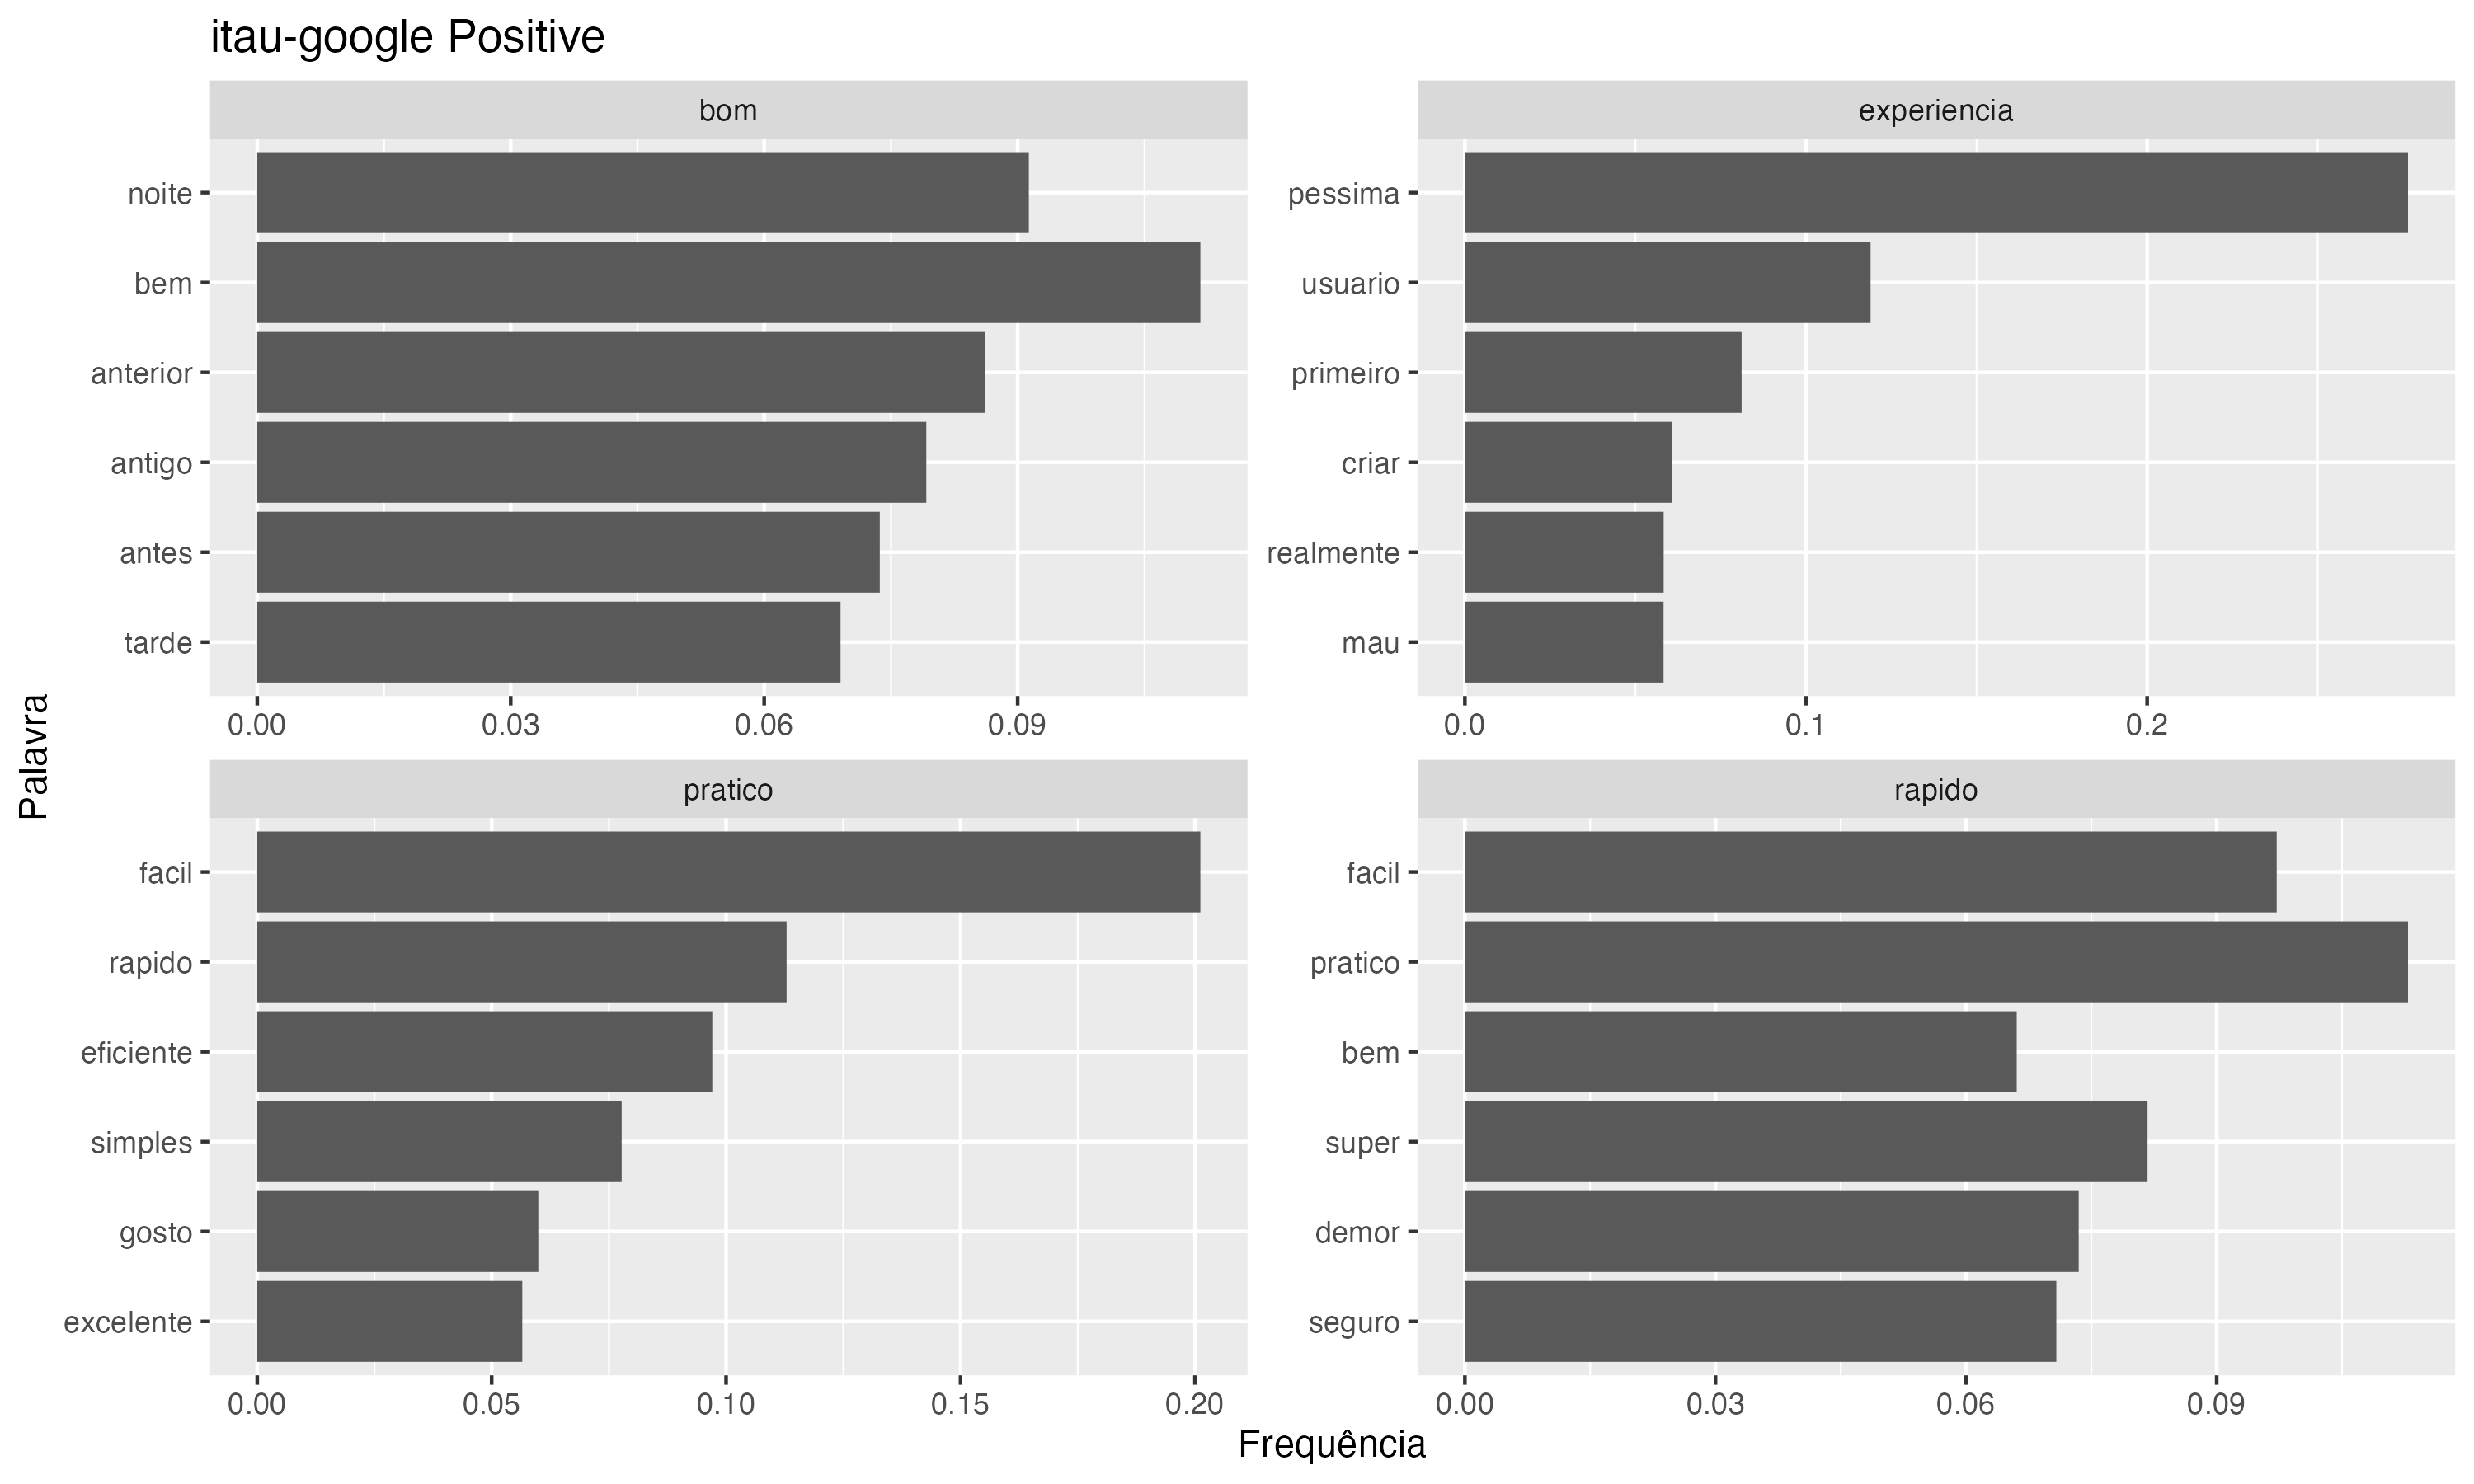 itau-google Positive
bom
noite
bem
anterior
antigo
antes
tarde
0.00 0.03 0.06 0.09
experiencia
pessima
usuario
primeiro
criar
realmente
mau
0.0 0.1 0.2
Palavra
pratico
facil
rapido
eficiente
simples
gosto
excelente
0.00 0.05 0.10 0.15 0.20
rapido
facil
pratico
bem
super
demor
seguro
0.00 0.03 0.06 0.09
Frequência